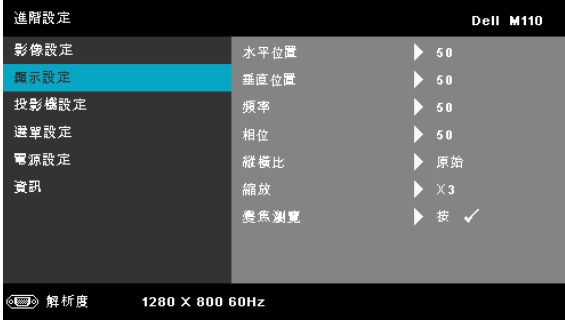 進階設定 Dell M110
影像設定
顯示設定
投影機設定
選單設定
電源設定
資訊
水平位置 50
垂直位置 50
頻率 50
相位 50
縱橫比 原始
縮放 X3
變焦瀏覽 按 ✓
解析度 1280 X 800 60Hz